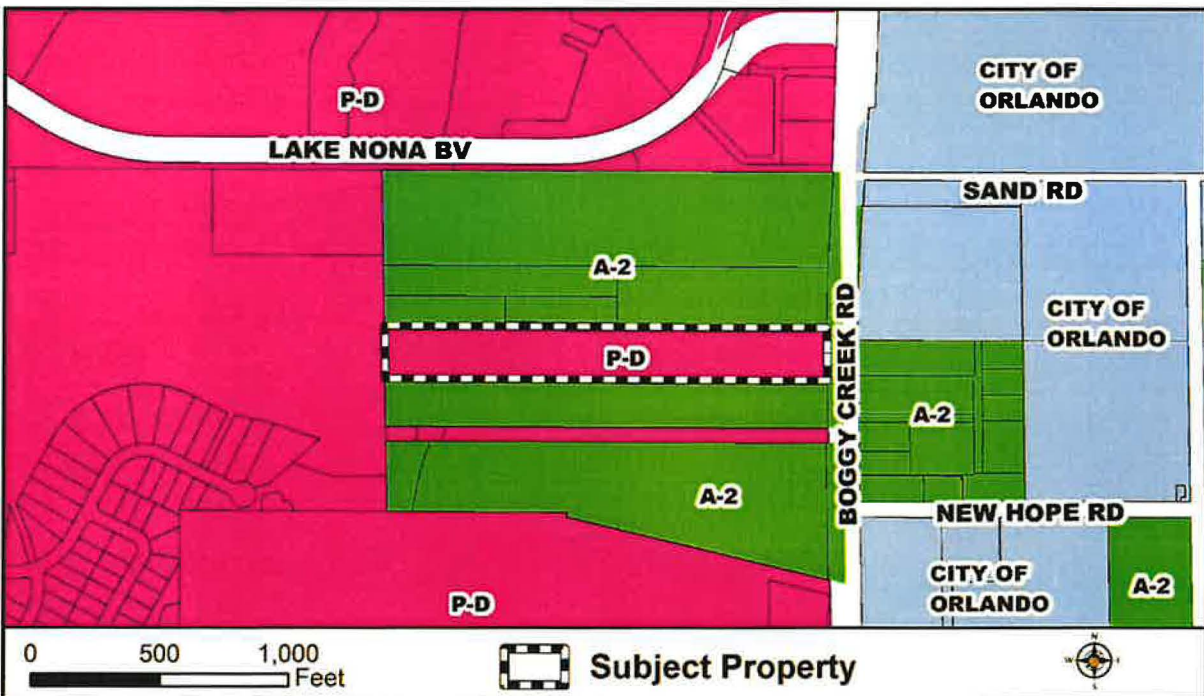 CITY OF
ORLANDO
P-D
LAKE NONA BV
SAND RD
A-2
CITY OF
ORLANDO
P-D
BOGGY CREEK RD
A-2
A-2
NEW HOPE RD
CITY OF
ORLANDO
A-2
P-D
0 500 1,000
Feet
Subject Property
N
W E
S